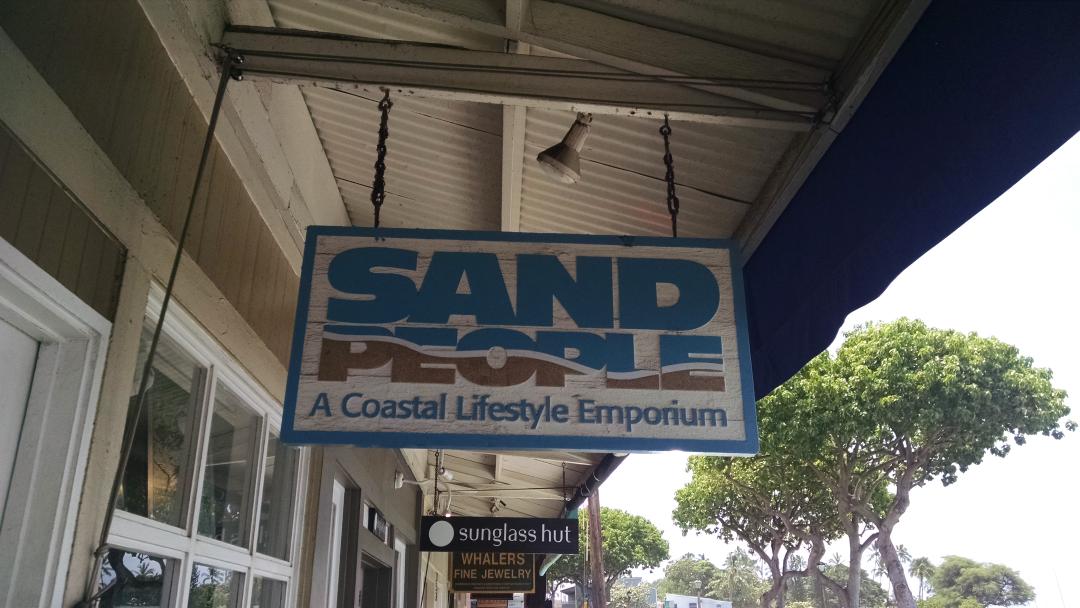 SAND
PEOPLE
A Coastal Lifestyle Emporium
sunglass hut
WHALERS
FINE JEWELRY